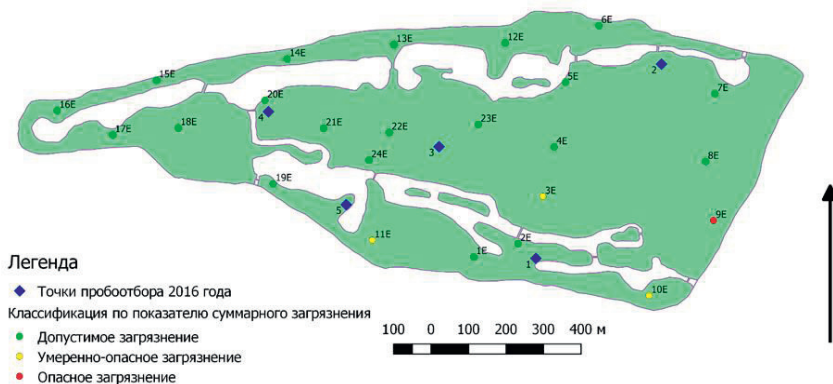 6E
13E
12E
14E
2
15E
5E
7E
20E
16E
4
23E
17E
18E
21E
22E
3
4E
24E
8E
19E
3E
5
9E
11E
2E
1E
1
Легенда
Точки пробоотбора 2016 года
10E
Классификация по показателю суммарного загрязнения
100 0 100 200 300 400 м
Допустимое загрязнение
Умеренно-опасное загрязнение
Опасное загрязнение